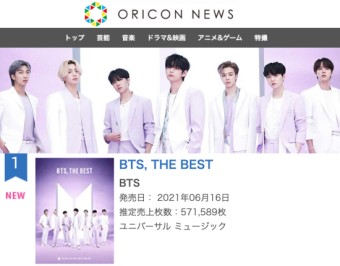 ORICON NEWS
トップ 芸能 音楽 ドラマ&映画 アニメ&ゲーム 特撮
1
NEW
BTS, THE BEST
BTS, THE BEST
BTS
発売日： 2021年06月16日
推定売上枚数：571,589枚
ユニバーサル ミュージック